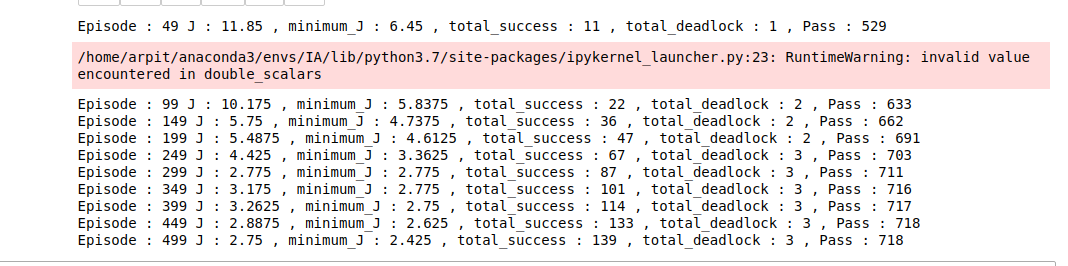 Episode : 49 J : 11.85 , minimum_J : 6.45 , total_success : 11 , total_deadlock : 1 , Pass : 529
/home/arpit/anaconda3/envs/IA/lib/python3.7/site-packages/ipykernel_launcher.py:23: RuntimeWarning: invalid value
encountered in double_scalars
Episode : 99 J : 10.175 , minimum_J : 5.8375 , total_success : 22 , total_deadlock : 2 , Pass : 633
Episode : 149 J : 5.75 , minimum_J : 4.7375 , total_success : 36 , total_deadlock : 2 , Pass : 662
Episode : 199 J : 5.4875 , minimum_J : 4.6125 , total_success : 47 , total_deadlock : 2 , Pass : 691
Episode : 249 J : 4.425 , minimum_J : 3.3625 , total_success : 67 , total_deadlock : 3 , Pass : 703
Episode : 299 J : 2.775 , minimum_J : 2.775 , total_success : 87 , total_deadlock : 3 , Pass : 711
Episode : 349 J : 3.175 , minimum_J : 2.775 , total_success : 101 , total_deadlock : 3 , Pass : 716
Episode : 399 J : 3.2625 , minimum_J : 2.75 , total_success : 114 , total_deadlock : 3 , Pass : 717
Episode : 449 J : 2.8875 , minimum_J : 2.625 , total_success : 133 , total_deadlock : 3 , Pass : 718
Episode : 499 J : 2.75 , minimum_J : 2.425 , total_success : 139 , total_deadlock : 3 , Pass : 718